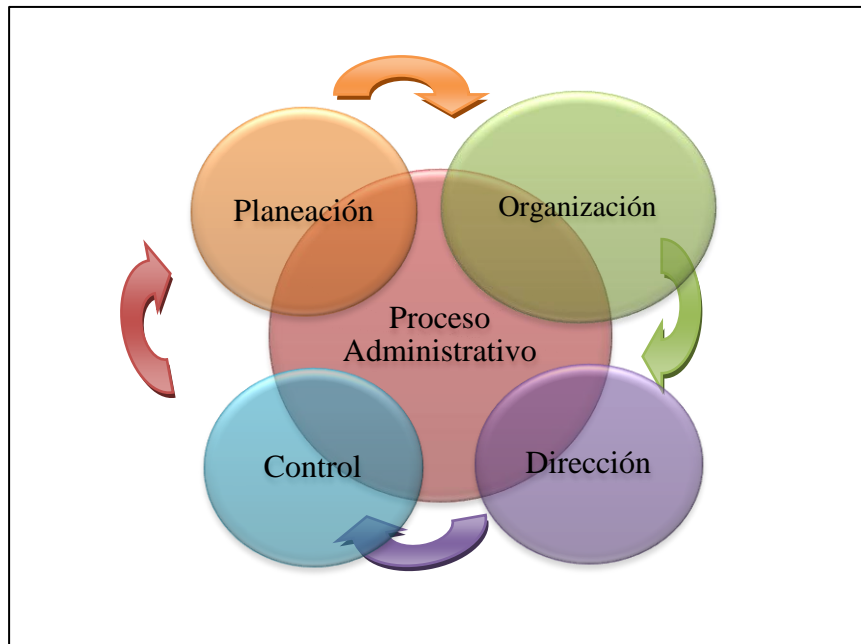 Planeación
Organización
Proceso
Administrativo
Control
Dirección